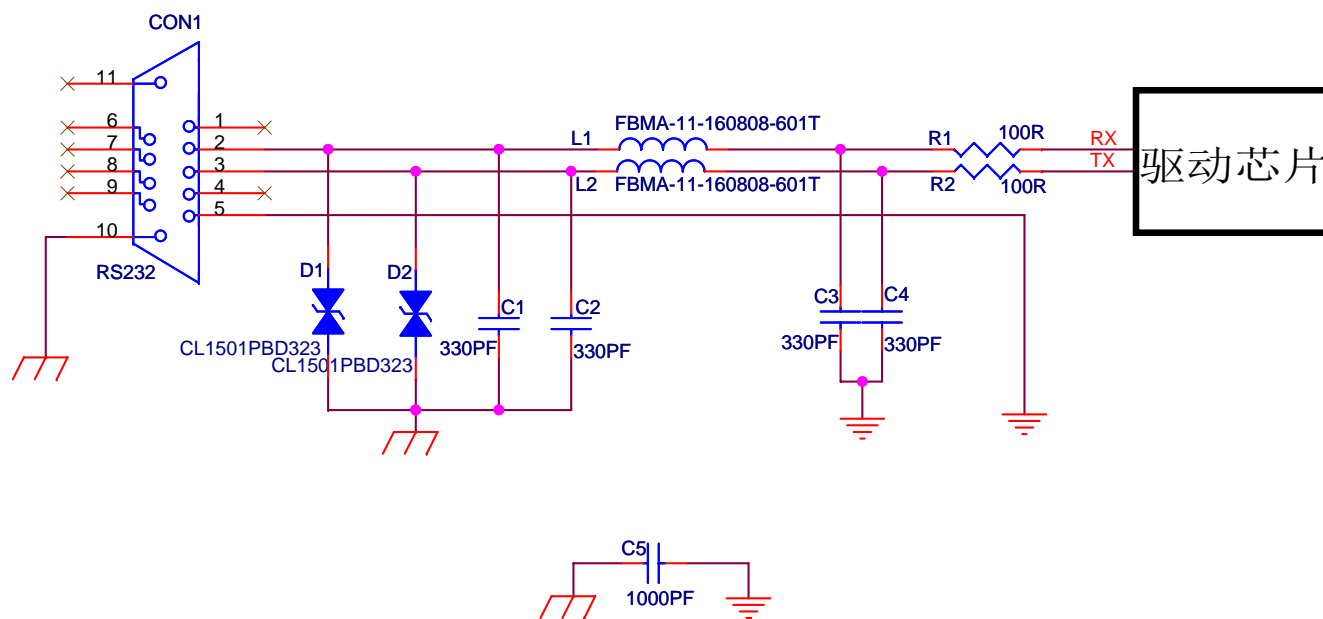 CON1
11
6
7
8
9
10
1
2
3
4
5
RS232
L1
FBMA-11-160808-601T
L2
FBMA-11-160808-601T
R1
100R
R2
100R
RX
TX
驱动芯片
D1
CL1501PBD323
D2
CL1501PBD323
C1
330PF
C2
330PF
C3
330PF
C4
330PF
C5
1000PF